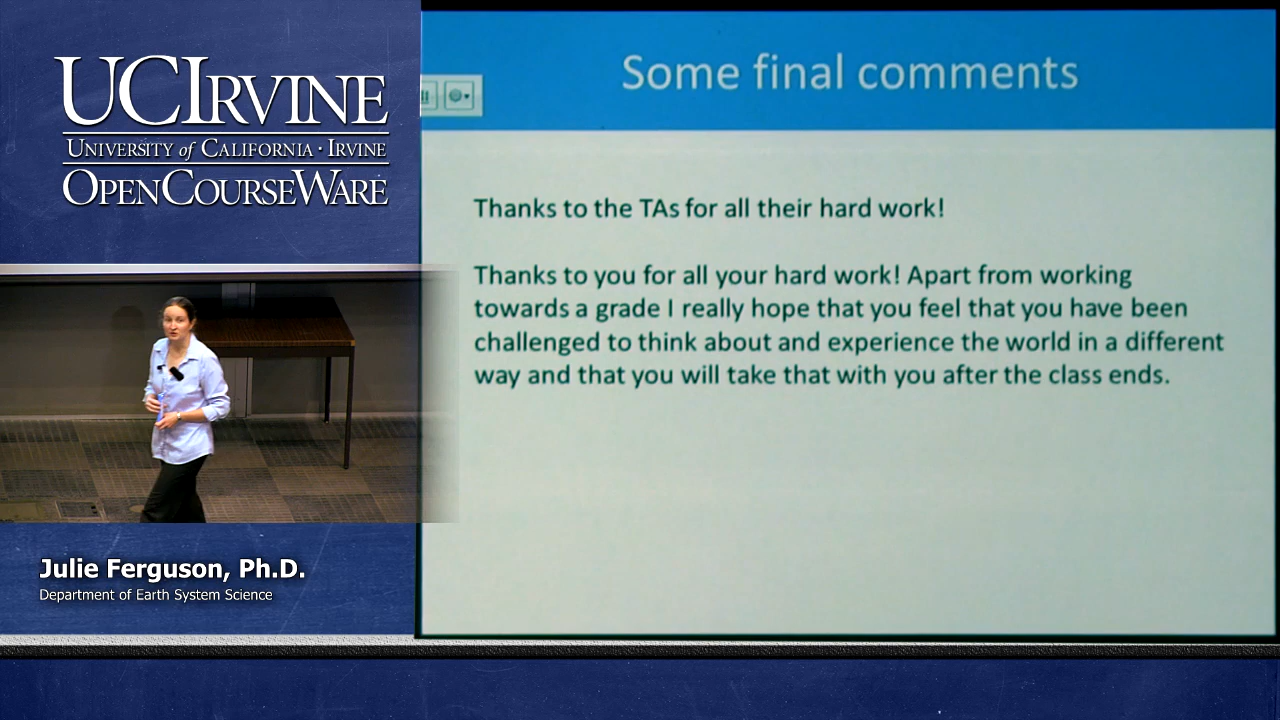 UCIRVINE
UNIVERSITY of CALIFORNIA · IRVINE
OPENCOURSEWARE
Some final comments
Thanks to the TAs for all their hard work!
Thanks to you for all your hard work! Apart from working
towards a grade I really hope that you feel that you have been
challenged to think about and experience the world in a different
way and that you will take that with you after the class ends.
Julie Ferguson, Ph.D.
Department of Earth System Science